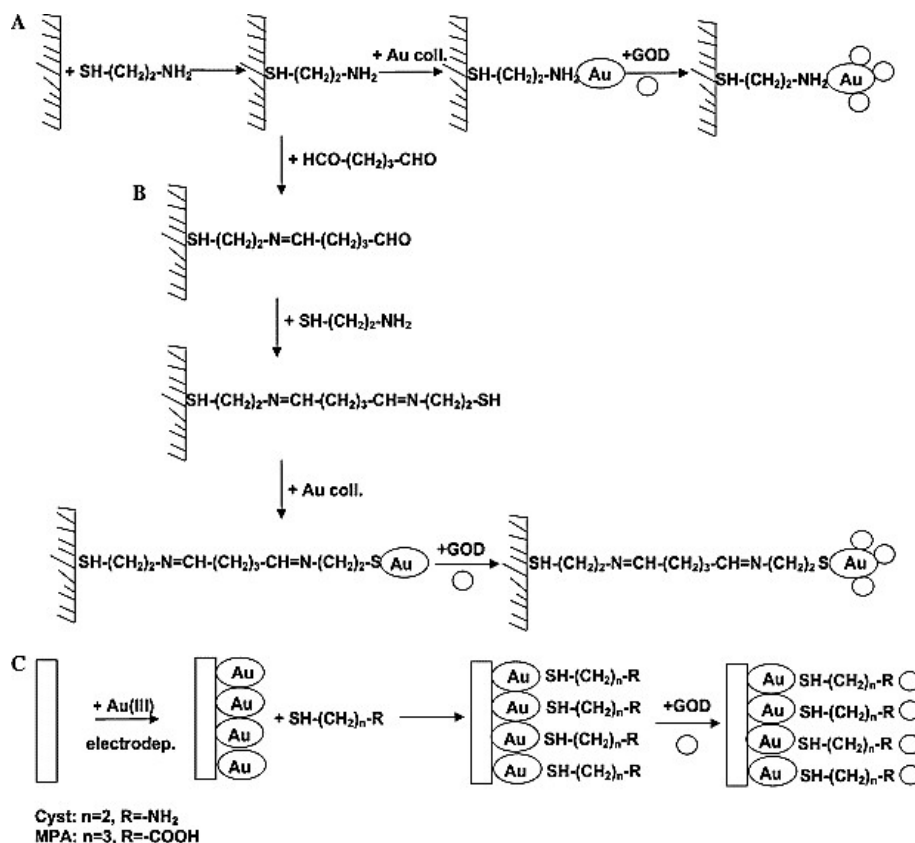 A
+ SH-(CH₂)₂-NH₂
SH-(CH₂)₂-NH₂
+ Au coll.
SH-(CH₂)₂-NH₂ Au
+GOD
SH-(CH₂)₂-NH₂ Au
+ HCO-(CH₂)₃-CHO
B
SH-(CH₂)₂-N=CH-(CH₂)₃-CHO
+ SH-(CH₂)₂-NH₂
SH-(CH₂)₂-N=CH-(CH₂)₃-CH=N-(CH₂)₂-SH
+ Au coll.
SH-(CH₂)₂-N=CH-(CH₂)₃-CH=N-(CH₂)₂-S Au
+GOD
SH-(CH₂)₂-N=CH-(CH₂)₃-CH=N-(CH₂)₂ S Au
C
+ Au(III)
electrodep.
Au
Au
Au
Au
+ SH-(CH₂)ₙ-R
Au SH-(CH₂)ₙ-R
Au SH-(CH₂)ₙ-R
Au SH-(CH₂)ₙ-R
Au SH-(CH₂)ₙ-R
+GOD
Au SH-(CH₂)ₙ-R
Au SH-(CH₂)ₙ-R
Au SH-(CH₂)ₙ-R
Au SH-(CH₂)ₙ-R
Cyst: n=2, R=-NH₂
MPA: n=3, R=-COOH